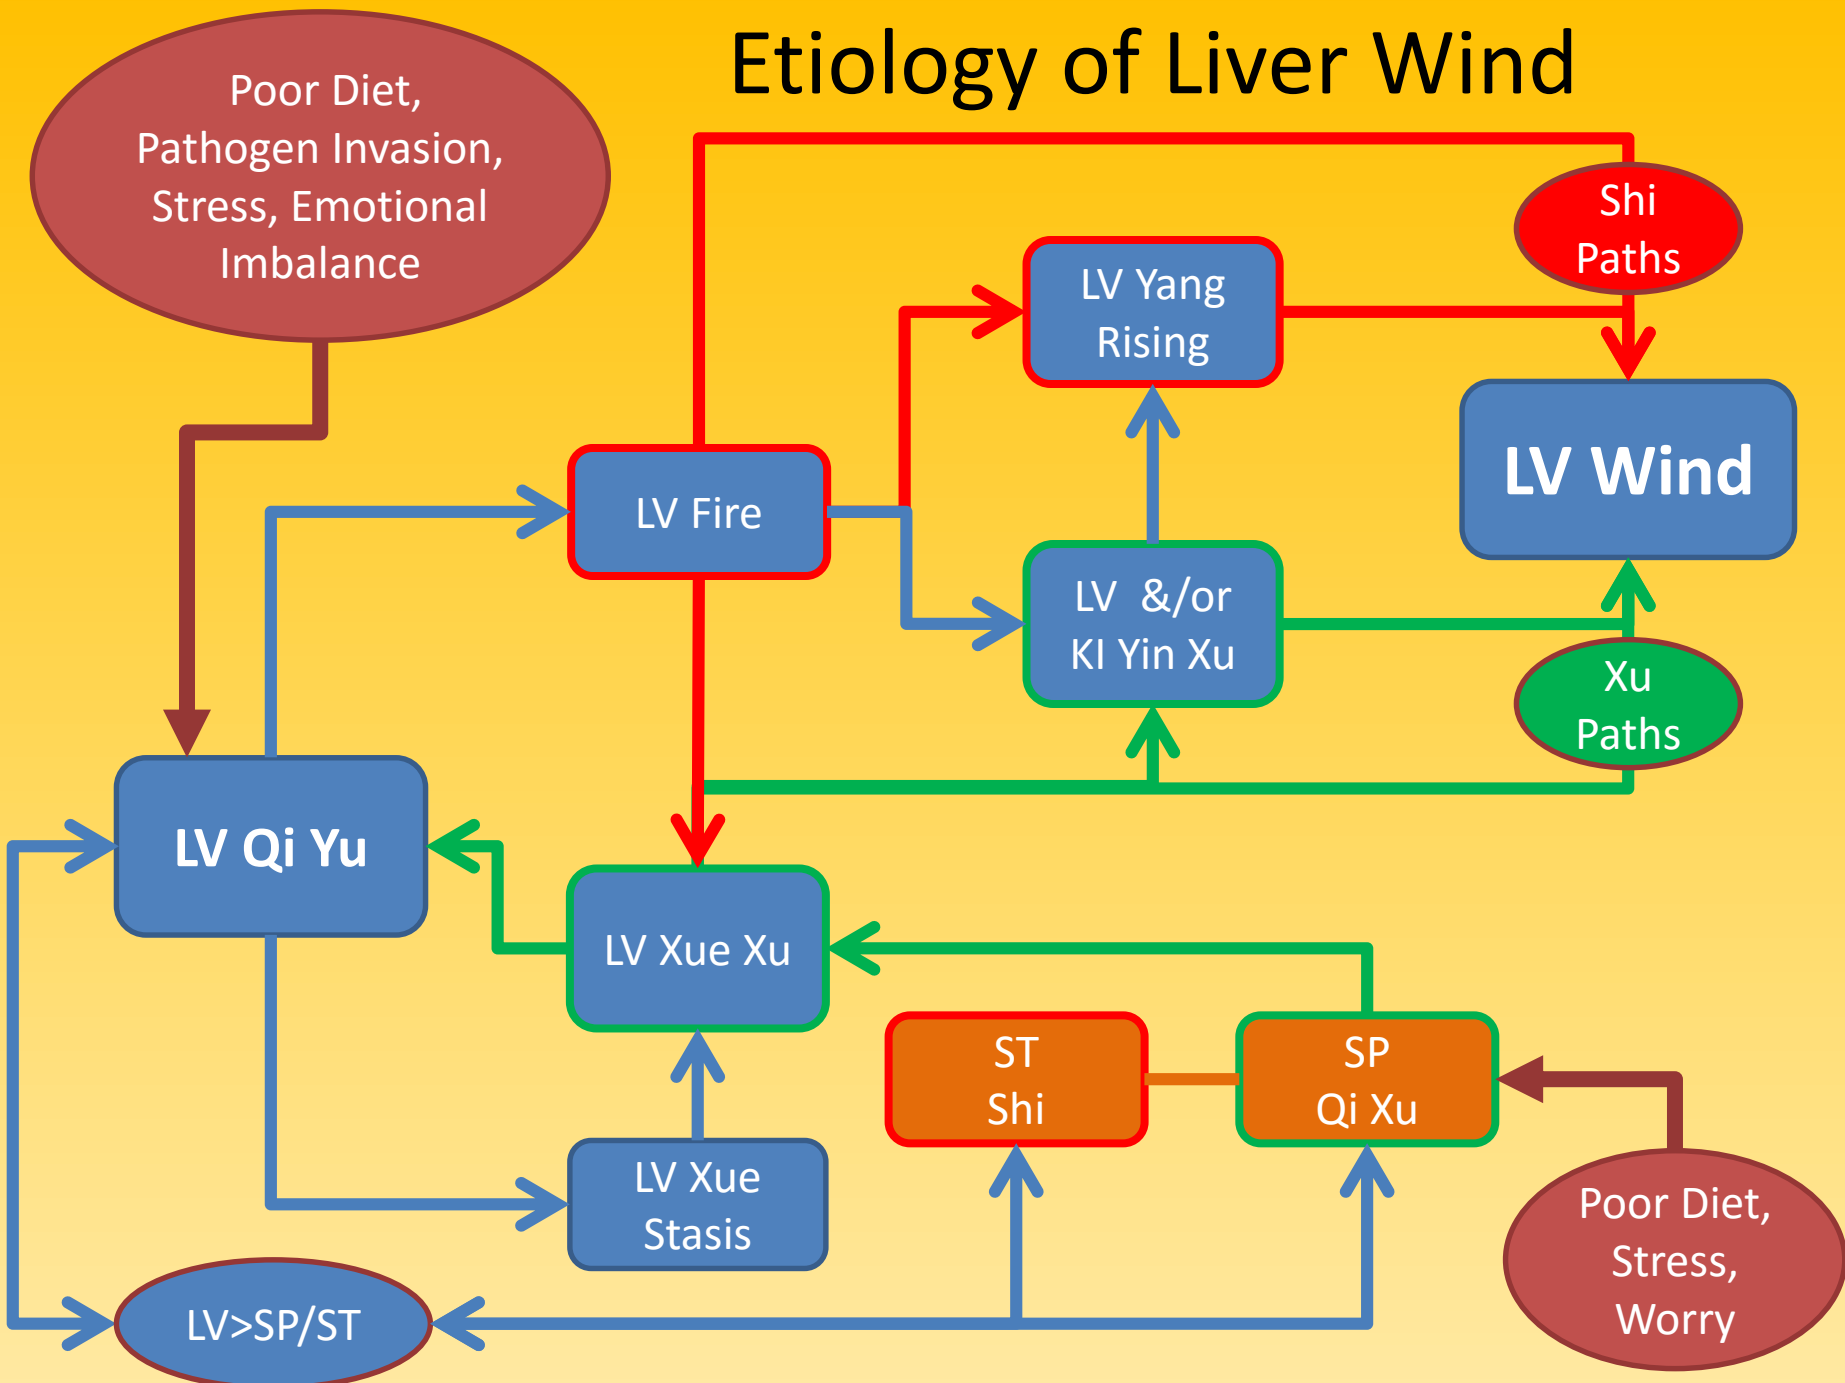 Etiology of Liver Wind
Poor Diet,
Pathogen Invasion,
Stress, Emotional
Imbalance
Shi
Paths
LV Yang
Rising
LV Wind
LV Fire
LV &/or
KI Yin Xu
Xu
Paths
LV Qi Yu
LV Xue Xu
ST
Shi
SP
Qi Xu
LV Xue
Stasis
Poor Diet,
Stress,
Worry
LV>SP/ST